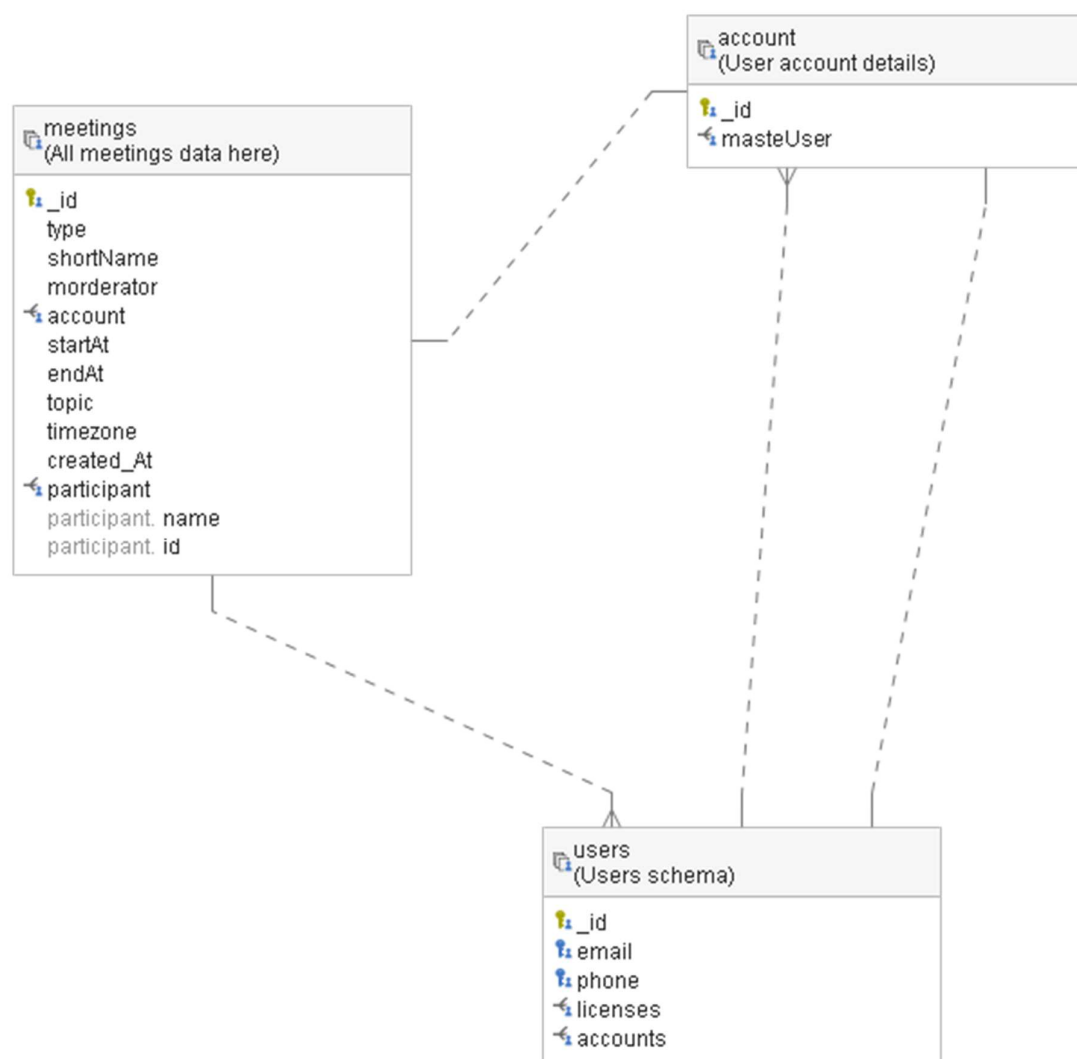 account
(User account details)
_id
masteUser
meetings
(All meetings data here)
_id
type
shortName
morderator
account
startAt
endAt
topic
timezone
created_At
participant
participant. name
participant. id
users
(Users schema)
_id
email
phone
licenses
accounts